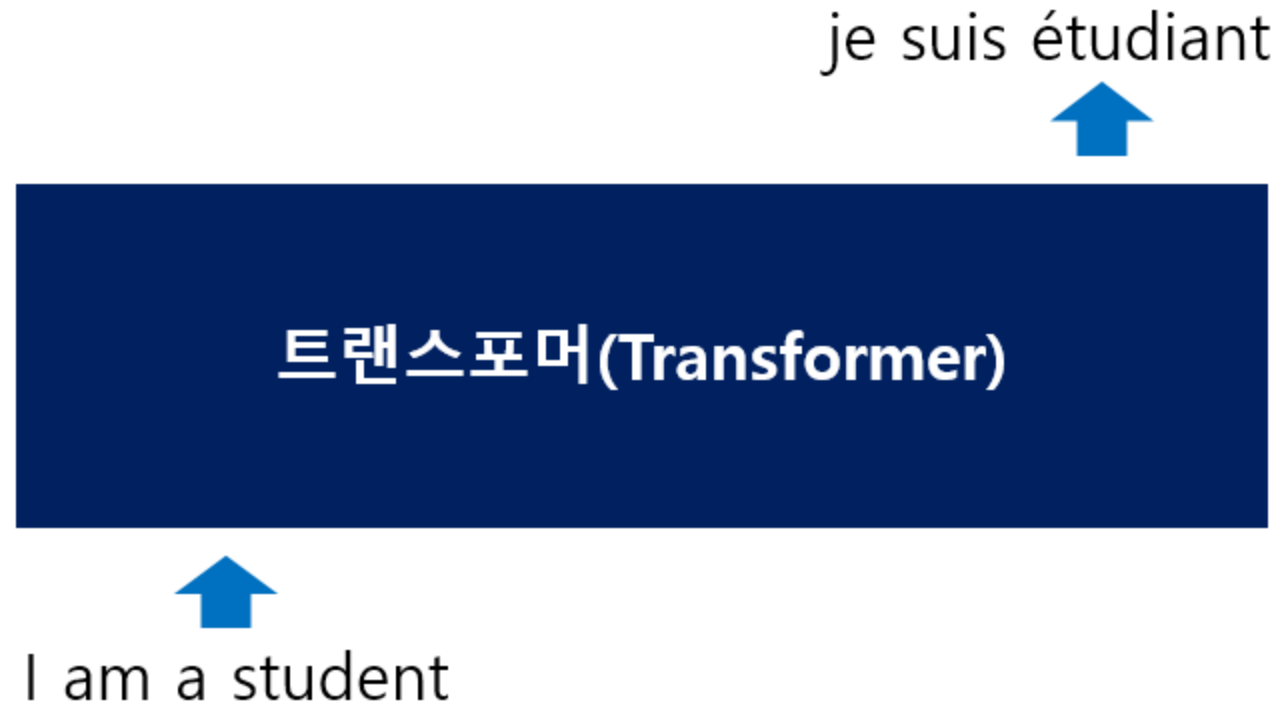 je suis étudiant
트랜스포머(Transformer)
I am a student